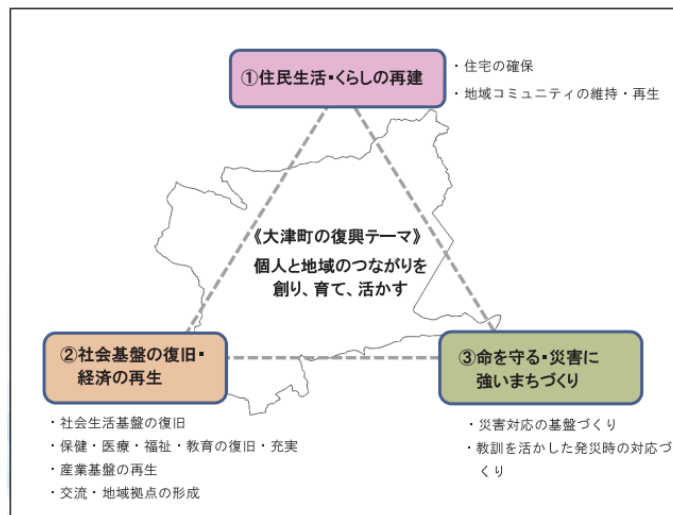 ①住民生活・くらしの再建
・住宅の確保
・地域コミュニティの維持・再生
《大津町の復興テーマ》
個人と地域のつながりを
創り、育て、活かす
②社会基盤の復旧・
経済の再生
・社会生活基盤の復旧
・保健・医療・福祉・教育の復旧・充実
・産業基盤の再生
・交流・地域拠点の形成
③命を守る・災害に
強いまちづくり
・災害対応の基盤づくり
・教訓を活かした発災時の対応づ
くり